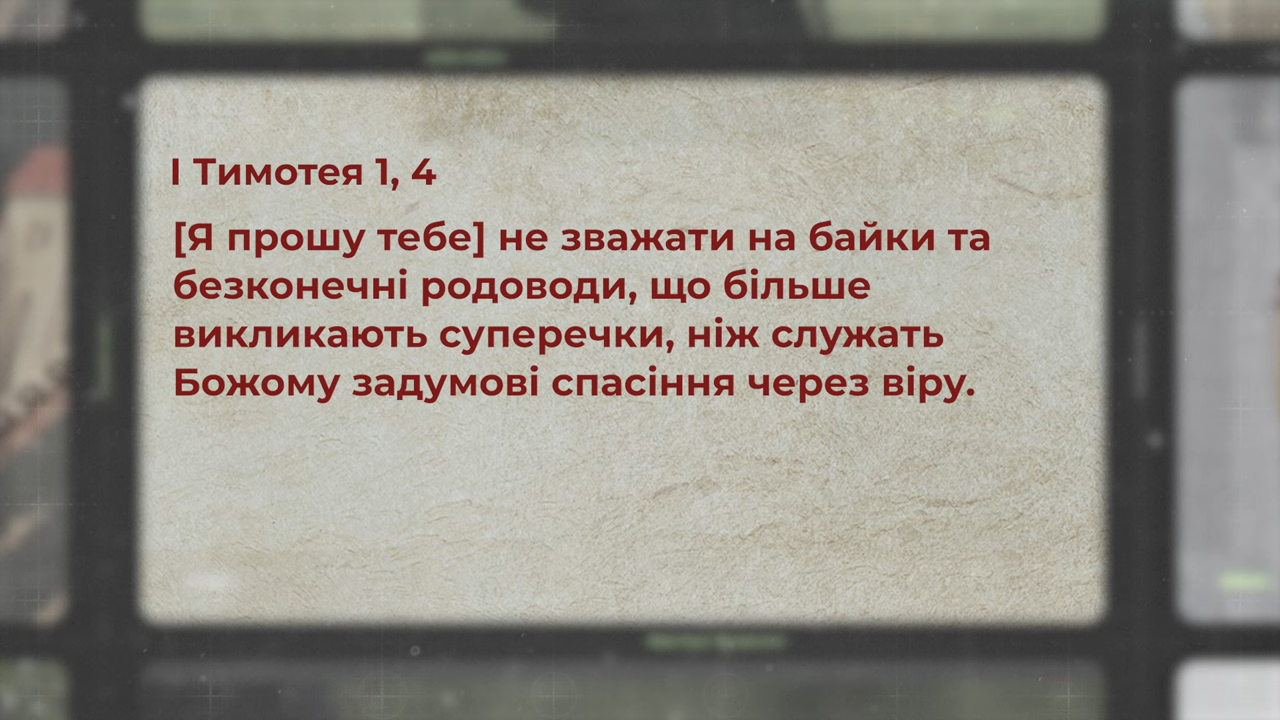 I Тимотея 1, 4
[Я прошу тебе] не зважати на байки та
безконечні родоводи, що більше
викликають суперечки, ніж служать
Божому задумові спасіння через віру.